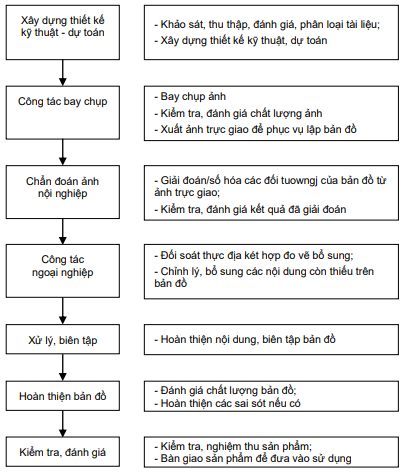 Xây dựng thiết kế
kỹ thuật - dự toán
- Khảo sát, thu thập, đánh giá, phân loại tài liệu;
- Xây dựng thiết kế kỹ thuật, dự toán
Công tác bay chụp
- Bay chụp ảnh
- Kiểm tra, đánh giá chất lượng ảnh
- Xuất ảnh trực giao để phục vụ lập bản đồ
Chẩn đoán ảnh
nội nghiệp
- Giải đoán/số hóa các đối tuowngj của bản đồ từ
ảnh trực giao;
- Kiểm tra, đánh giá kết quả đã giải đoán
Công tác
ngoại nghiệp
- Đối soát thực địa két hợp đo vẽ bổ sung;
- Chỉnh lý, bổ sung các nội dung còn thiếu trên
bản đồ
Xử lý, biên tập
- Hoàn thiện nội dung, biên tập bản đồ
Hoàn thiện bản đồ
- Đánh giá chất lượng bản đồ;
- Hoàn thiện các sai sót nếu có
Kiểm tra, đánh giá
- Kiểm tra, nghiệm thu sản phẩm;
- Bàn giao sản phẩm để đưa vào sử dụng